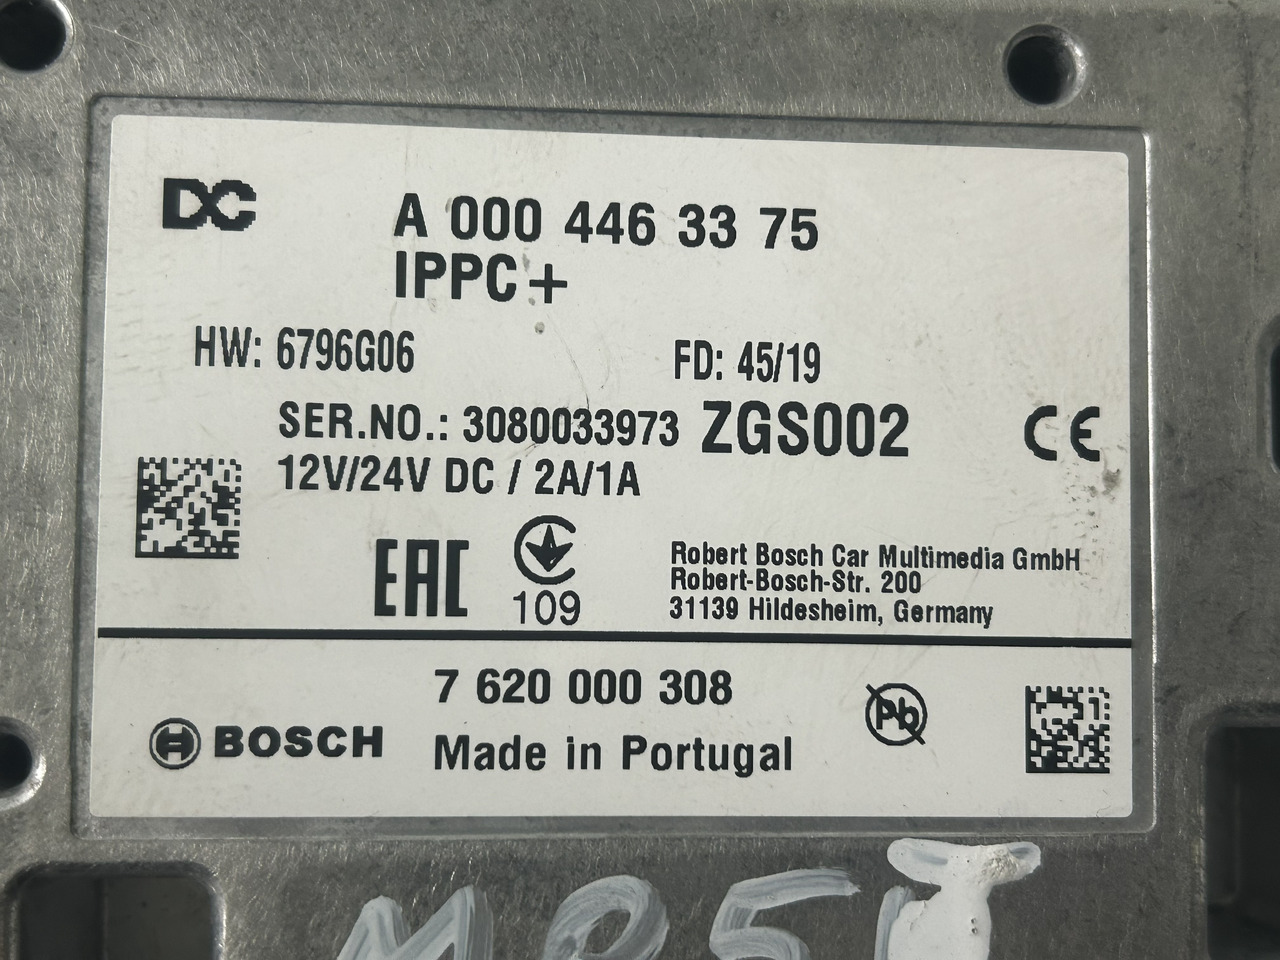 DC
A 000 446 33 75
IPPC+
HW: 6796G06 FD: 45/19
SER.NO.: 3080033973 ZGS002
CE
12V/24V DC / 2A/1A
EAC
109
Robert Bosch Car Multimedia GmbH
Robert-Bosch-Str. 200
31139 Hildesheim, Germany
7 620 000 308
Pb
BOSCH
Made in Portugal